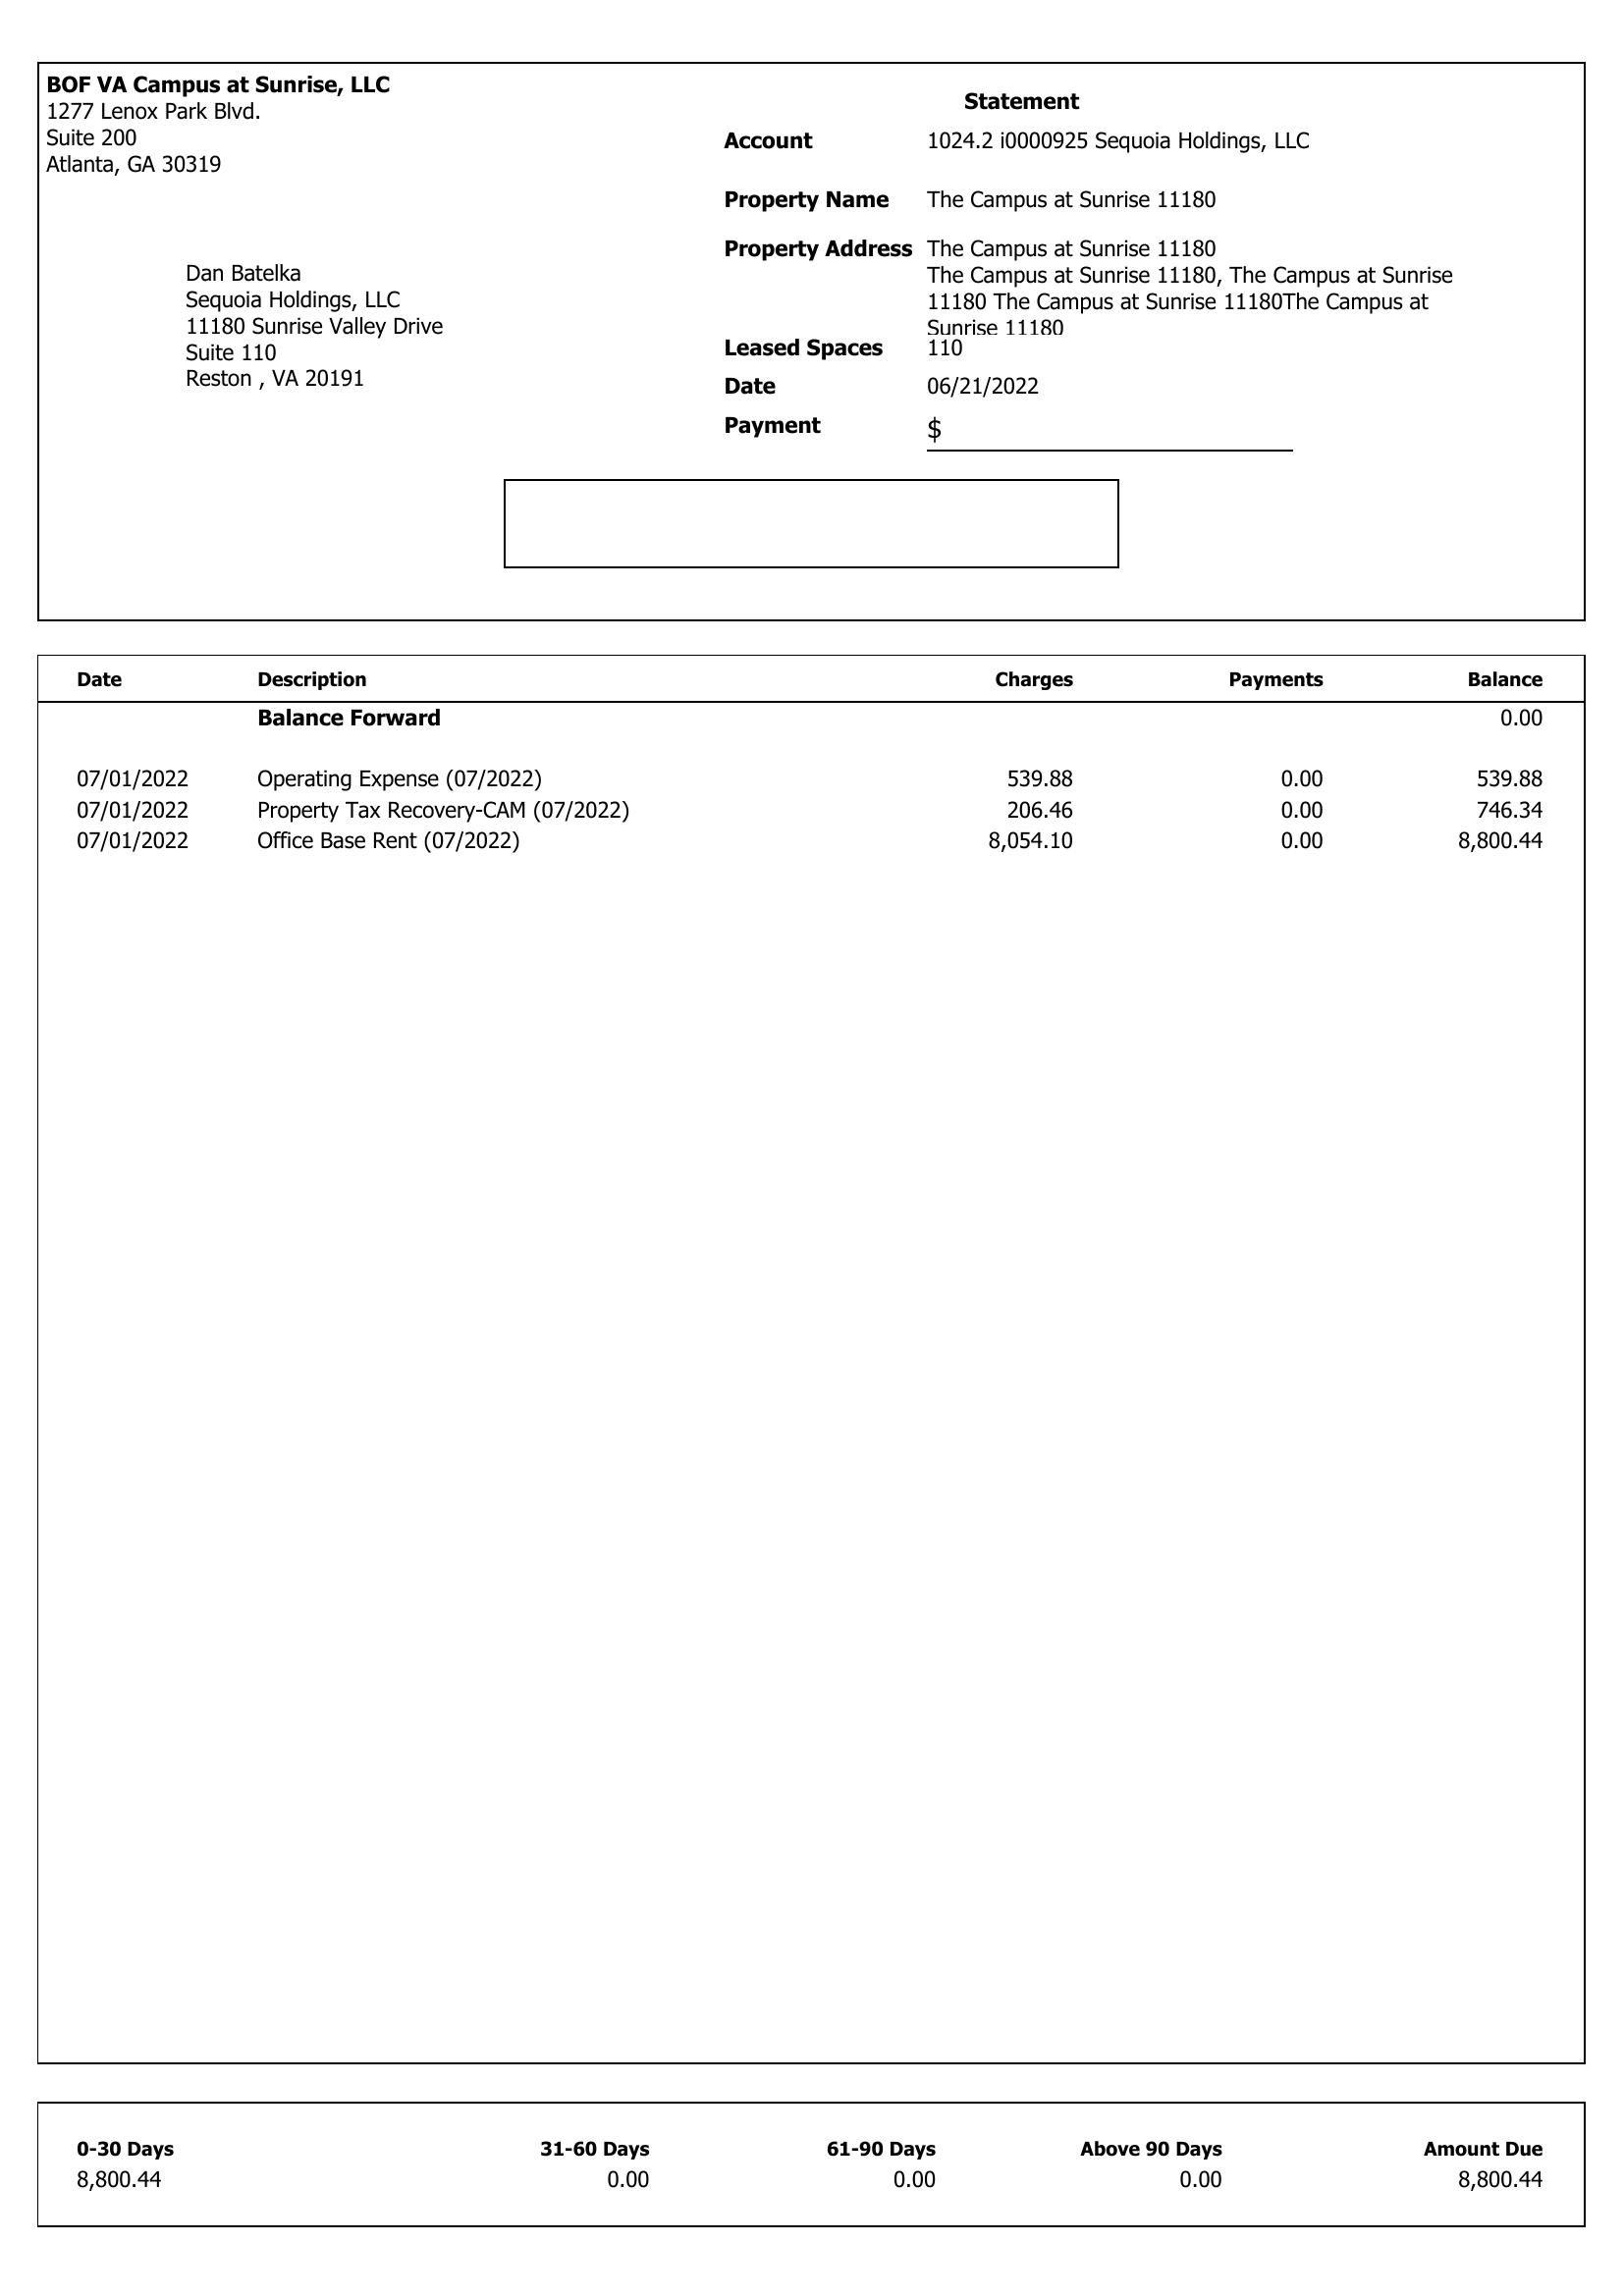 BOF VA Campus at Sunrise, LLC
1277 Lenox Park Blvd.
Suite 200
Atlanta, GA 30319
Dan Batelka
Sequoia Holdings, LLC
11180 Sunrise Valley Drive
Suite 110
Reston , VA 20191
Statement
Account 1024.2 i0000925 Sequoia Holdings, LLC
Property Name The Campus at Sunrise 11180
Property Address The Campus at Sunrise 11180
The Campus at Sunrise 11180, The Campus at Sunrise
11180 The Campus at Sunrise 11180The Campus at
Sunrise 11180
Leased Spaces 110
Date 06/21/2022
Payment $
Date Description Charges Payments Balance
Balance Forward 0.00
07/01/2022 Operating Expense (07/2022) 539.88 0.00 539.88
07/01/2022 Property Tax Recovery-CAM (07/2022) 206.46 0.00 746.34
07/01/2022 Office Base Rent (07/2022) 8,054.10 0.00 8,800.44
0-30 Days 31-60 Days 61-90 Days Above 90 Days Amount Due
8,800.44 0.00 0.00 0.00 8,800.44